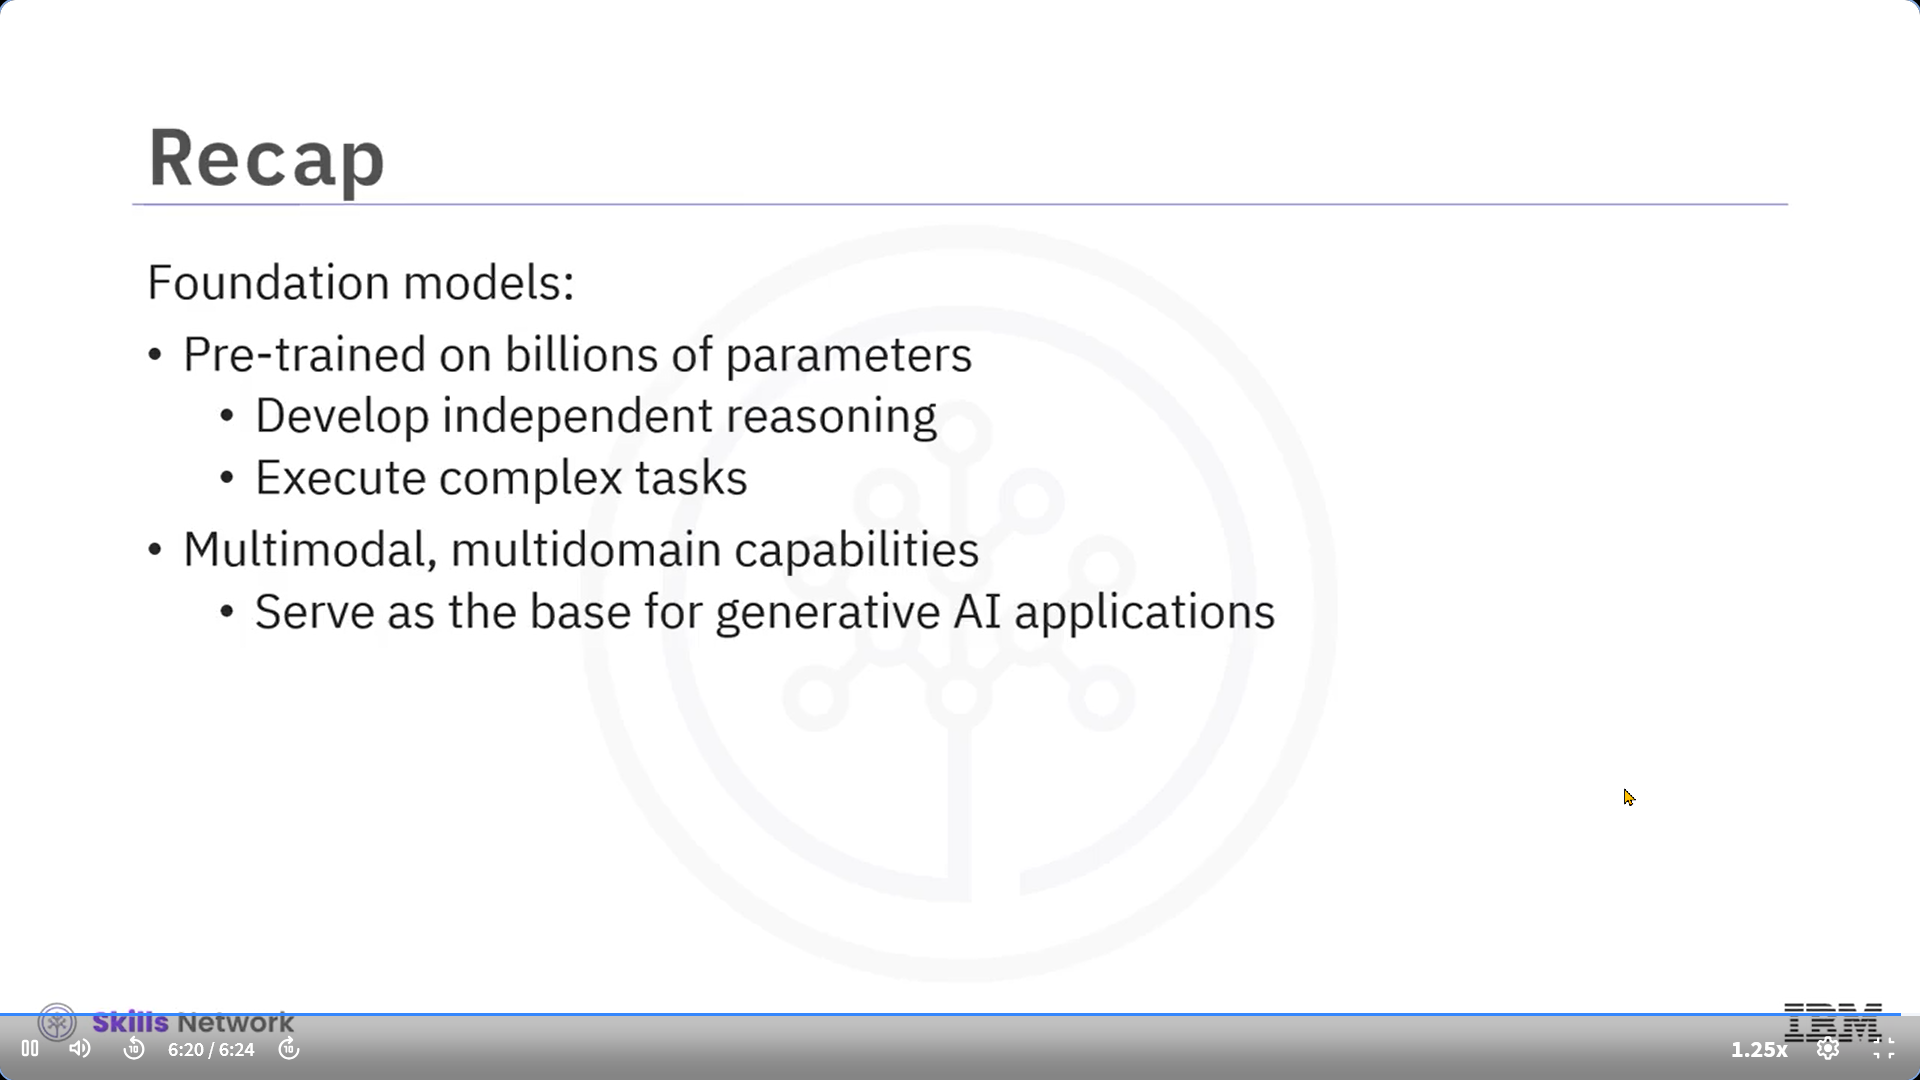 Recap
Foundation models:
• Pre-trained on billions of parameters
• Develop independent reasoning
• Execute complex tasks
• Multimodal, multidomain capabilities
• Serve as the base for generative AI applications
Skills Network
IBM
10
6:20 / 6:24
10
1.25x